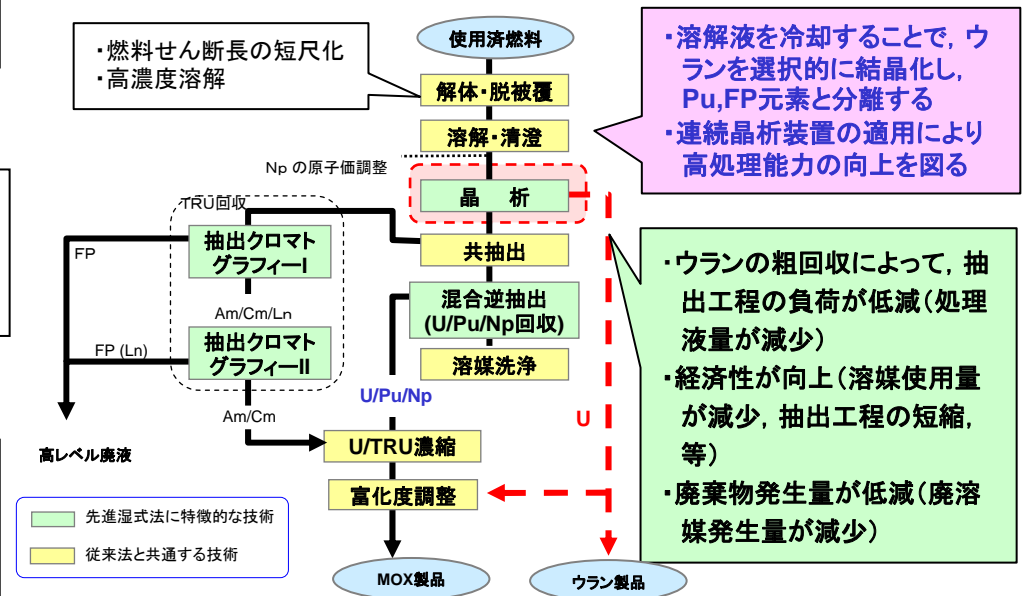 ・燃料せん断長の短尺化
・高濃度溶解
使用済燃料
解体・脱被覆
溶解・清澄
・溶解液を冷却することで，ウ
ランを選択的に結晶化し，
Pu,FP元素と分離する
・連続晶析装置の適用により
高処理能力の向上を図る
Npの原子価調整
晶　析
TRU回収
抽出クロマト
グラフィーI
FP
共抽出
Am/Cm/Ln
混合逆抽出
(U/Pu/Np回収)
抽出クロマト
グラフィーII
FP (Ln)
溶媒洗浄
・ウランの粗回収によって，抽
出工程の負荷が低減（処理
液量が減少）
・経済性が向上（溶媒使用量
が減少，抽出工程の短縮，
等）
・廃棄物発生量が低減（廃溶
媒発生量が減少）
U/Pu/Np
U
Am/Cm
高レベル廃液
U/TRU濃縮
富化度調整
先進湿式法に特徴的な技術
従来法と共通する技術
MOX製品
ウラン製品